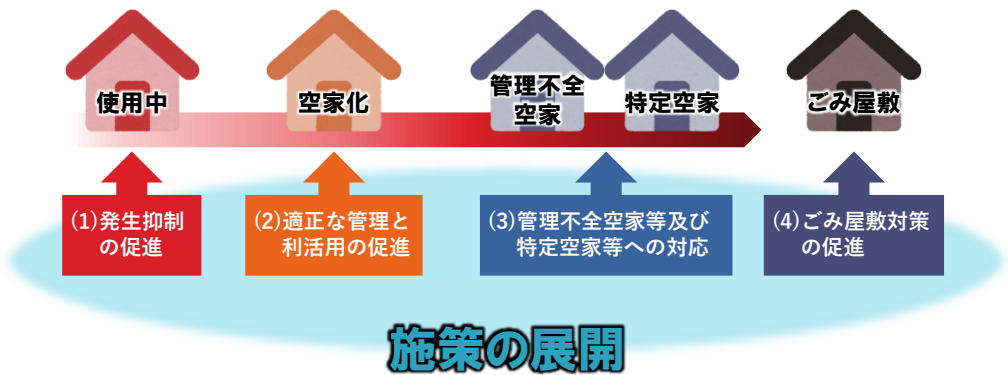 使用中
空家化
管理不全
空家
特定空家
ごみ屋敷
(1)発生抑制
の促進
(2)適正な管理と
利活用の促進
(3)管理不全空家等及び
特定空家等への対応
(4)ごみ屋敷対策
の促進
施策の展開